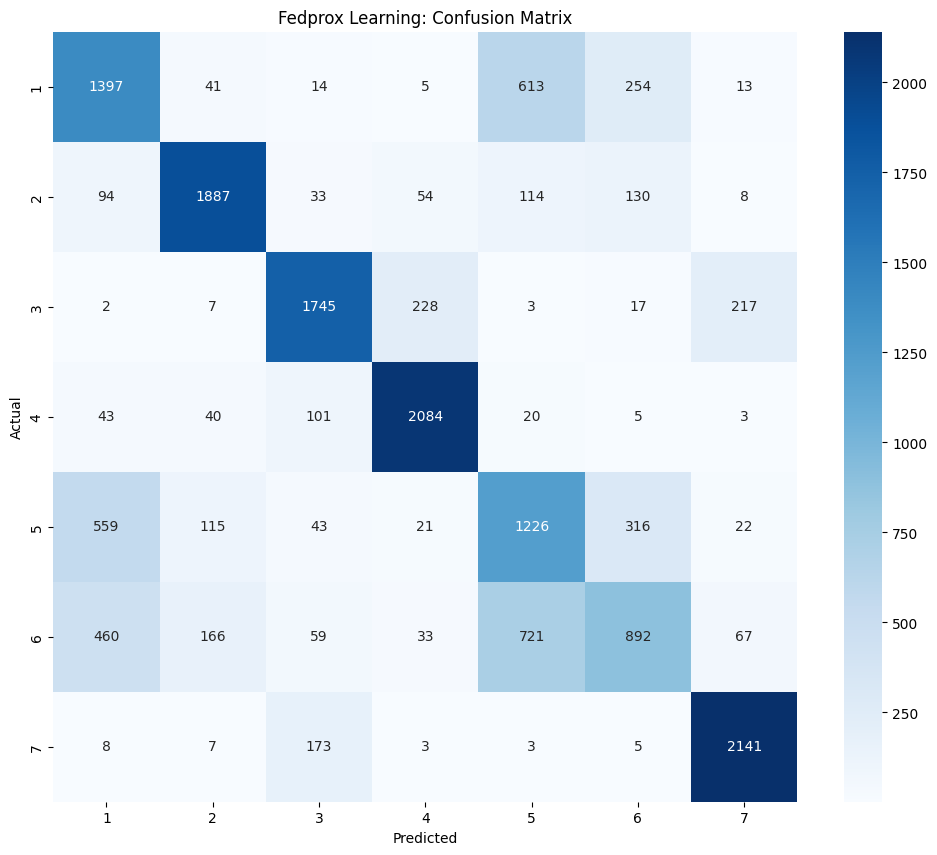 Fedprox Learning: Confusion Matrix
Actual
1 1397 41 14 5 613 254 13
2 94 1887 33 54 114 130 8
3 2 7 1745 228 3 17 217
4 43 40 101 2084 20 5 3
5 559 115 43 21 1226 316 22
6 460 166 59 33 721 892 67
7 8 7 173 3 3 5 2141
1 2 3 4 5 6 7
Predicted
2000
1750
1500
1250
1000
750
500
250